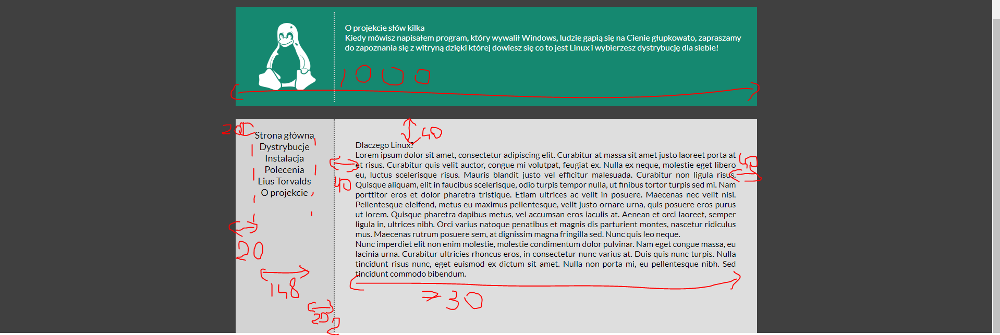 O projekcie słów kilka
Kiedy mówisz napisałem program, który wywalił Windows, ludzie gapią się na Cienie głupkowato, zapraszamy
do zapoznania się z witryną dzięki której dowiesz się co to jest Linux i wybierzesz dystrybucję dla siebie!
1000
20
Strona główna
Dystrybucje
Instalacja
Polecenia
Lius Torvalds
O projekcie
20
148
20
2
40
40
40
Dlaczego Linux?
Lorem ipsum dolor sit amet, consectetur adipiscing elit. Curabitur at massa sit amet justo laoreet porta at
et risus. Curabitur quis velit auctor, congue mi volutpat, feugiat ex. Nulla ex neque, molestie eget libero
eu, luctus scelerisque risus. Mauris blandit justo vel efficitur malesuada. Curabitur non ligula risus.
Quisque aliquam, elit in faucibus scelerisque, odio turpis tempor nulla, ut finibus tortor turpis sed mi. Nam
porttitor eros et dolor pharetra tristique. Etiam ultrices ac velit in posuere. Maecenas nec velit nisi.
Pellentesque eleifend, metus eu maximus pellentesque, velit justo ornare urna, quis posuere eros purus
ut lorem. Quisque pharetra dapibus metus, vel accumsan eros iaculis at. Aenean et orci laoreet, semper
ligula in, ultrices nibh. Orci varius natoque penatibus et magnis dis parturient montes, nascetur ridiculus
mus. Maecenas rutrum posuere sem, at dignissim magna fringilla sed. Nunc quis leo neque.
Nunc imperdiet elit non enim molestie, molestie condimentum dolor pulvinar. Nam eget congue massa, eu
lacinia urna. Curabitur ultricies rhoncus eros, in consectetur nunc varius at. Duis quis nunc turpis. Nulla
tincidunt risus nunc, eget euismod ex dictum sit amet. Nulla non porta mi, eu pellentesque nibh. Sed
tincidunt commodo bibendum.
730